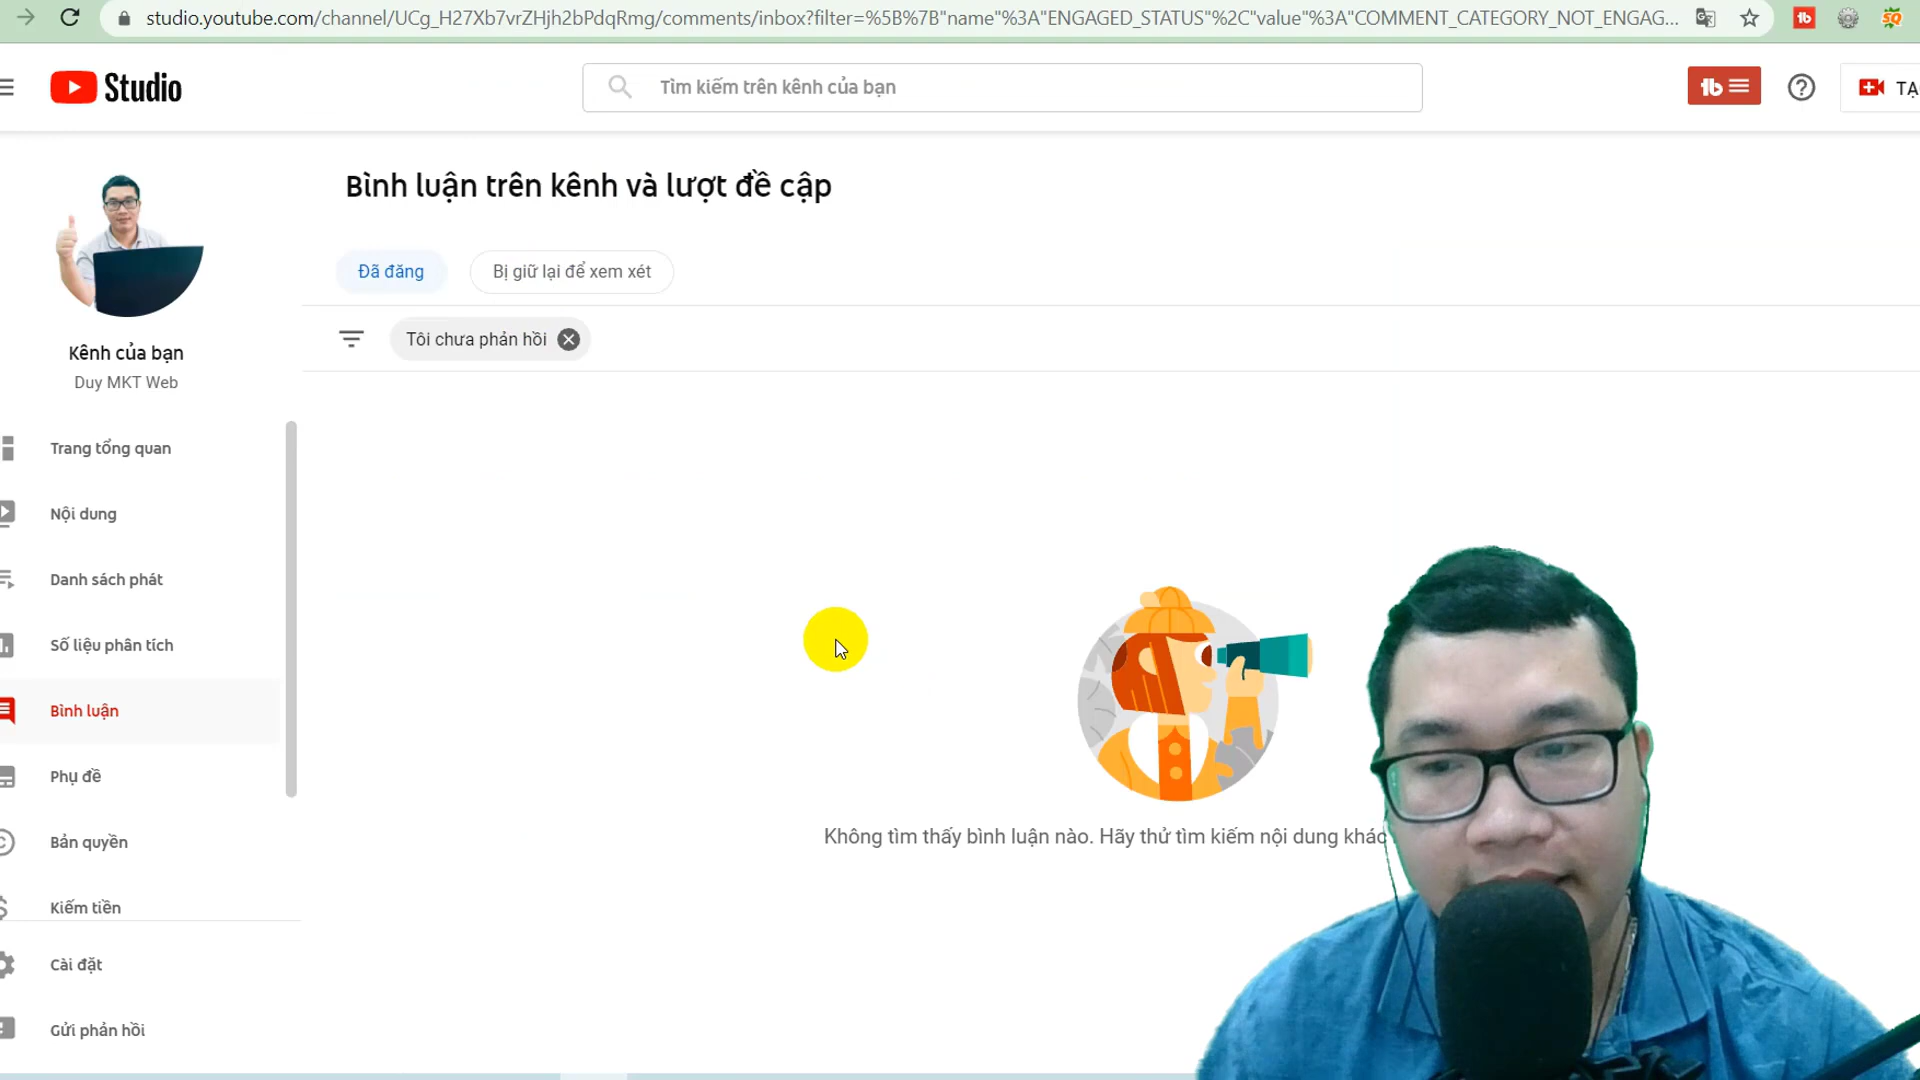 studio.youtube.com/channel/UCg_H27Xb7vrZHjh2bPdqRmg/comments/inbox?filter=%5B%7B"name"%3A"ENGAGED_STATUS"%2C"value"%3A"COMMENT_CATEGORY_NOT_ENGAG...
Studio
Tìm kiếm trên kênh của bạn
TẠ
Bình luận trên kênh và lượt đề cập
Đã đăng
Bị giữ lại để xem xét
Tôi chưa phản hồi
Kênh của bạn
Duy MKT Web
Trang tổng quan
Nội dung
Danh sách phát
Số liệu phân tích
Bình luận
Phụ đề
Bản quyền
Kiếm tiền
Cài đặt
Gửi phản hồi
Không tìm thấy bình luận nào. Hãy thử tìm kiếm nội dung khác